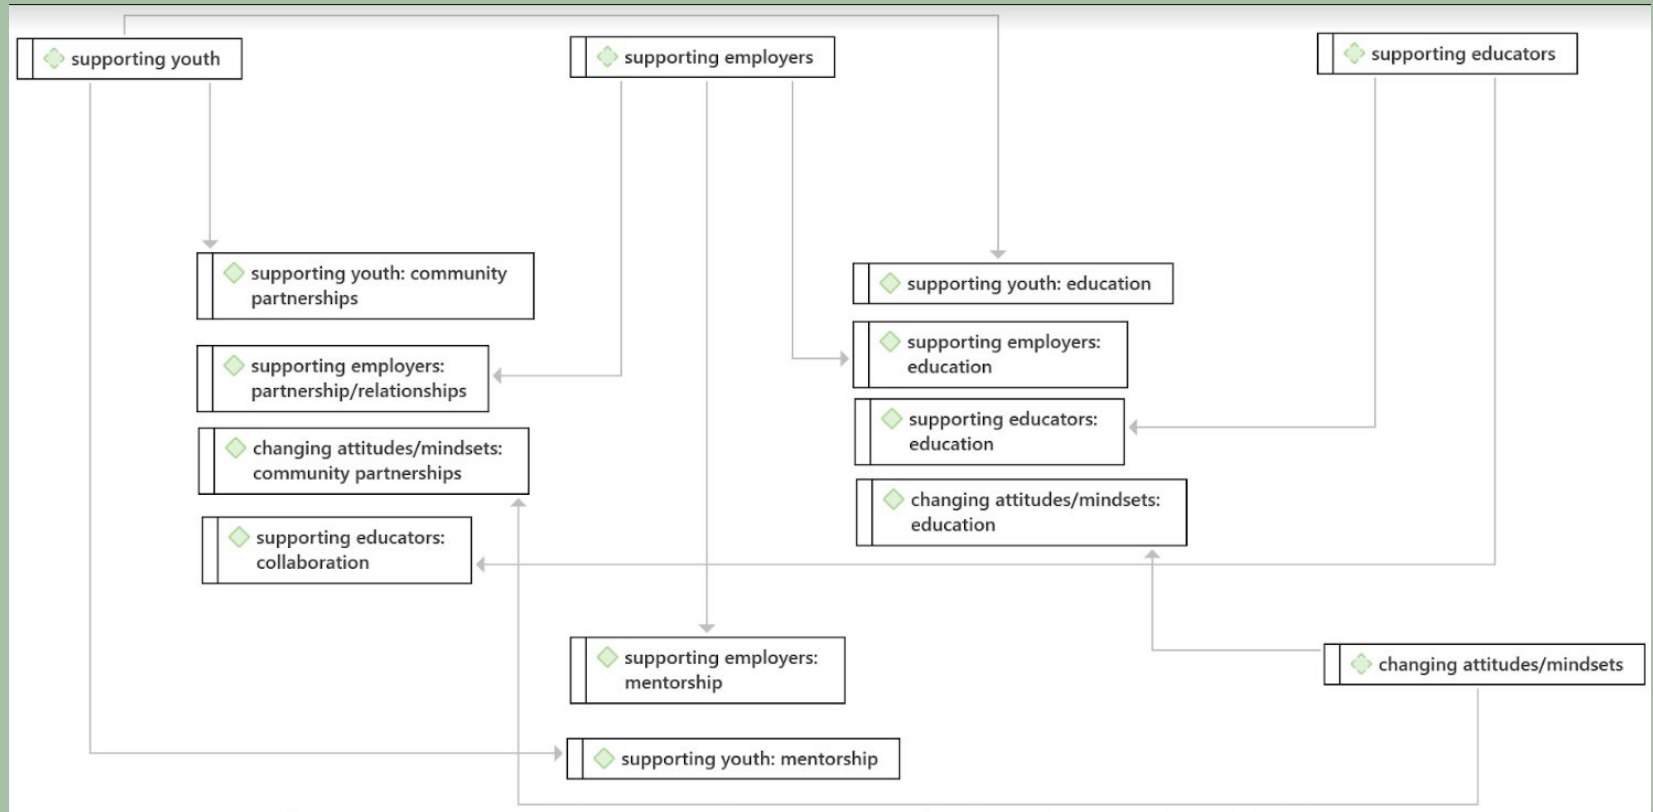 supporting youth
supporting employers
supporting educators
supporting youth: community
partnerships
supporting employers:
partnership/relationships
changing attitudes/mindsets:
community partnerships
supporting educators:
collaboration
supporting youth: education
supporting employers:
education
supporting educators:
education
changing attitudes/mindsets:
education
supporting employers:
mentorship
changing attitudes/mindsets
supporting youth: mentorship